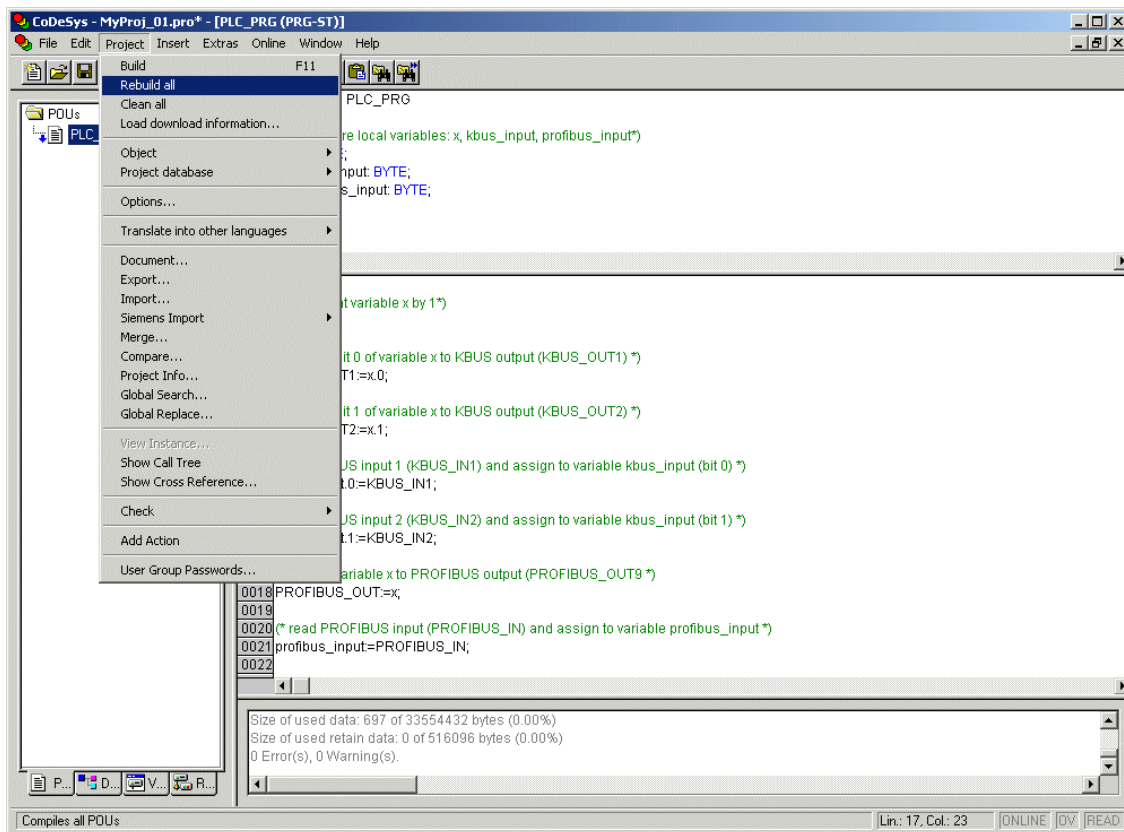 CoDeSys - MyProj_01.pro* - [PLC_PRG (PRG-ST)]
File Edit Project Insert Extras Online Window Help
Build F11
Rebuild all
Clean all
Load download information...
Object
Project database
Options...
Translate into other languages
Document...
Export...
Import...
Siemens Import
Merge...
Compare...
Project Info...
Global Search...
Global Replace...
View Instance...
Show Call Tree
Show Cross Reference...
Check
Add Action
User Group Passwords...
POUs
PLC_
PLC_PRG
re local variables: x, kbus_input, profibus_input*)
nput: BYTE;
s_input: BYTE;
t variable x by 1*)
it 0 of variable x to KBUS output (KBUS_OUT1) *)
T1:=x.0;
it 1 of variable x to KBUS output (KBUS_OUT2) *)
T2:=x.1;
US input 1 (KBUS_IN1) and assign to variable kbus_input (bit 0) *)
t.0:=KBUS_IN1;
US input 2 (KBUS_IN2) and assign to variable kbus_input (bit 1) *)
t.1:=KBUS_IN2;
ariable x to PROFIBUS output (PROFIBUS_OUT9 *)
0018 PROFIBUS_OUT:=x;
0019
0020 (* read PROFIBUS input (PROFIBUS_IN) and assign to variable profibus_input *)
0021 profibus_input:=PROFIBUS_IN;
0022
Size of used data: 697 of 33554432 bytes (0.00%)
Size of used retain data: 0 of 516096 bytes (0.00%)
0 Error(s), 0 Warning(s).
P... D... V... R...
Compiles all POUs
Lin.: 17, Col.: 23 ONLINE OV READ